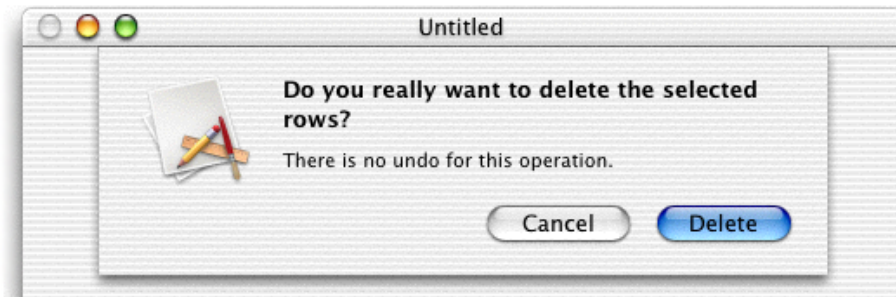 Untitled
Do you really want to delete the selected
rows?
There is no undo for this operation.
Cancel
Delete